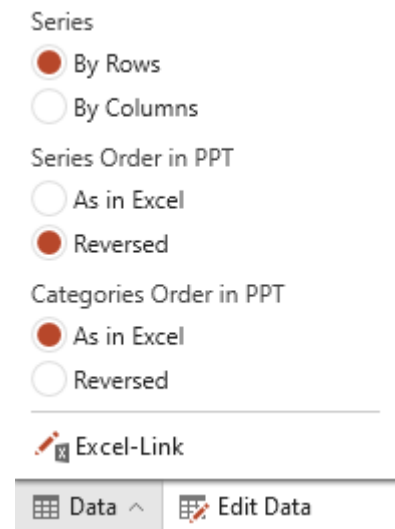 Series
By Rows
By Columns
Series Order in PPT
As in Excel
Reversed
Categories Order in PPT
As in Excel
Reversed
Excel-Link
Data Edit Data